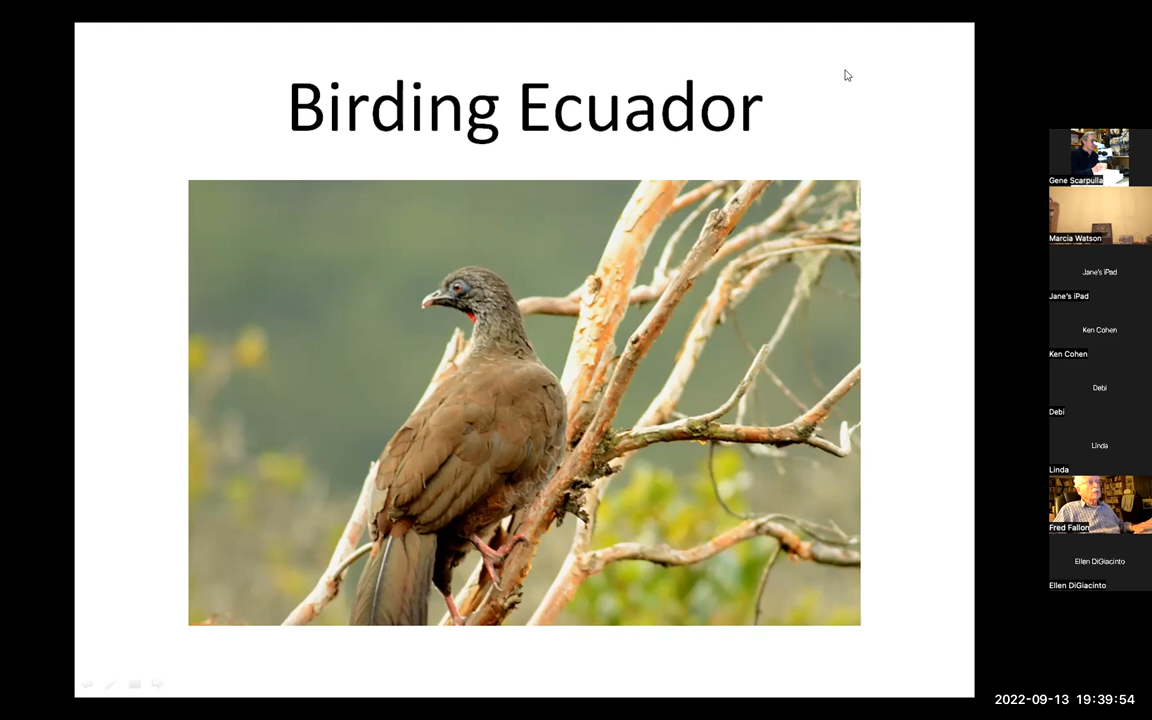 Birding Ecuador
Gene Scarpulla
Marcia Watson
Jane's iPad
Jane's iPad
Ken Cohen
Ken Cohen
Debi
Debi
Linda
Linda
Fred Fallon
Ellen DiGiacinto
Ellen DiGiacinto
2022-09-13 19:39:54